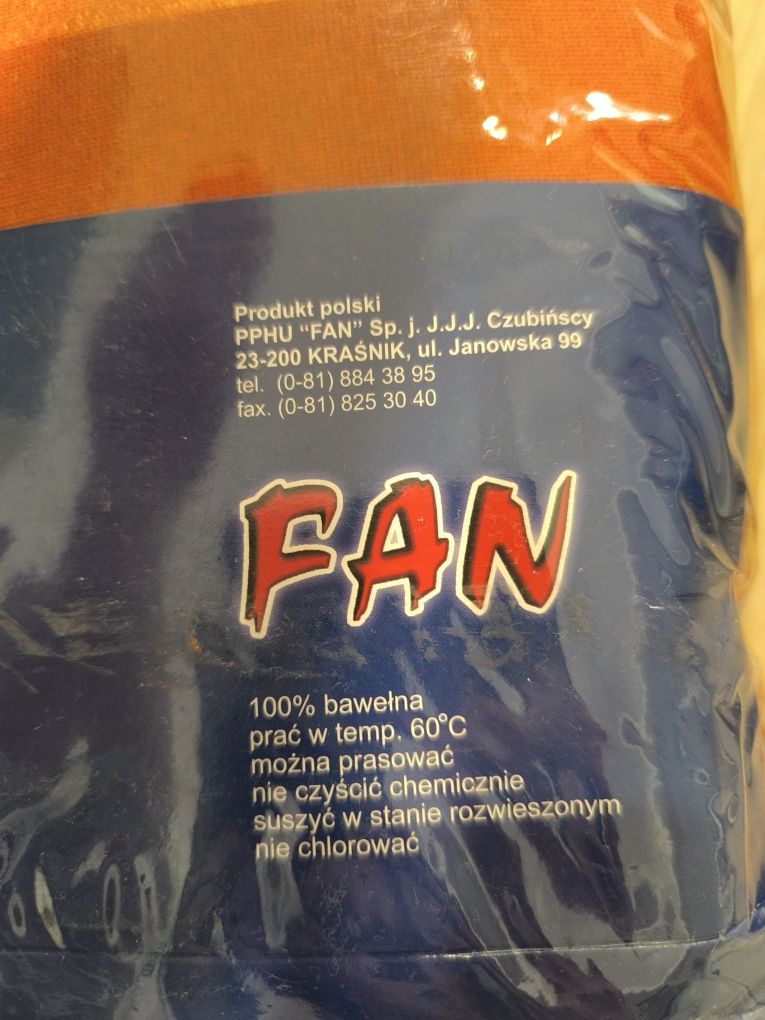 Produkt polski
PPHU "FAN" Sp. j. J.J.J. Czubińscy
23-200 KRAŚNIK, ul. Janowska 99
tel. (0-81) 884 38 95
fax. (0-81) 825 30 40
FAN
100% bawełna
prać w temp. 60°C
można prasować
nie czyścić chemicznie
suszyć w stanie rozwieszonym
nie chlorować